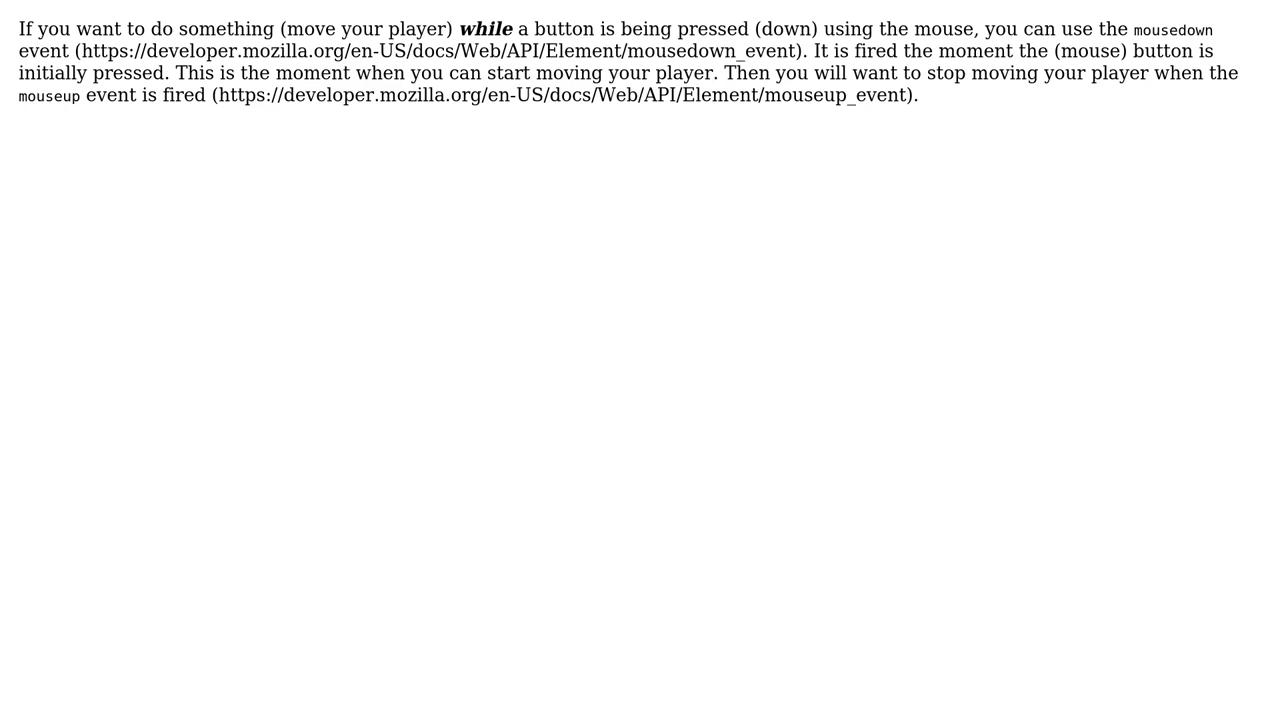 If you want to do something (move your player) while a button is being pressed (down) using the mouse, you can use the mousedown
event (https://developer.mozilla.org/en-US/docs/Web/API/Element/mousedown_event). It is fired the moment the (mouse) button is
initially pressed. This is the moment when you can start moving your player. Then you will want to stop moving your player when the
mouseup event is fired (https://developer.mozilla.org/en-US/docs/Web/API/Element/mouseup_event).